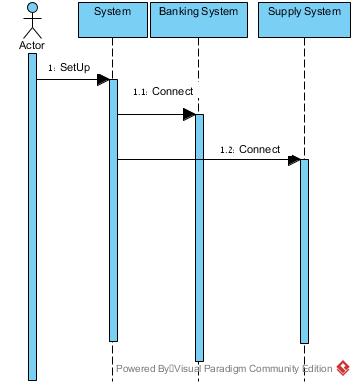 System
Banking System
Supply System
Actor
1: SetUp
1.1: Connect
1.2: Connect
Powered By Visual Paradigm Community Edition